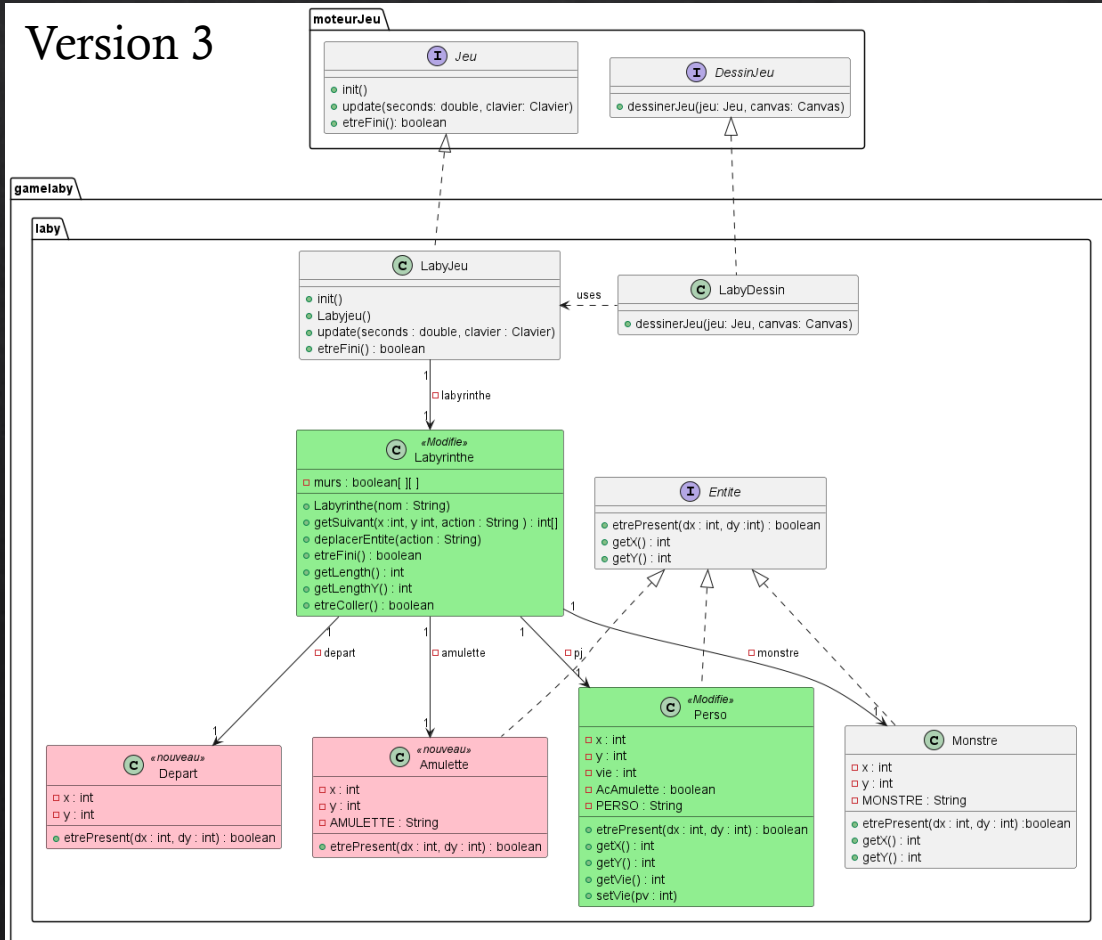 Version 3
moteurJeu
I Jeu
init()
update(seconds: double, clavier: Clavier)
etreFini(): boolean
I DessinJeu
dessinerJeu(jeu: Jeu, canvas: Canvas)
gamelaby
laby
C LabyJeu
init()
Labyjeu()
update(seconds : double, clavier : Clavier)
etreFini() : boolean
uses
C LabyDessin
dessinerJeu(jeu: Jeu, canvas: Canvas)
1
labyrinthe
1
C «Modifie»
Labyrinthe
murs : boolean[ ][ ]
Labyrinthe(nom : String)
getSuivant(x :int, y int, action : String ) : int[]
deplacerEntite(action : String)
etreFini() : boolean
getLength() : int
getLengthY() : int
etreColler() : boolean
I Entite
etrePresent(dx : int, dy :int) : boolean
getX() : int
getY() : int
1
depart
1
1
amulette
1
1
pj
1
1
monstre
1
C «nouveau»
Depart
x : int
y : int
etrePresent(dx : int, dy : int) : boolean
C «nouveau»
Amulette
x : int
y : int
AMULETTE : String
etrePresent(dx : int, dy : int) : boolean
C «Modifie»
Perso
x : int
y : int
vie : int
AcAmulette : boolean
PERSO : String
etrePresent(dx : int, dy : int) : boolean
getX() : int
getY() : int
getVie() : int
setVie(pv : int)
C Monstre
x : int
y : int
MONSTRE : String
etrePresent(dx : int, dy : int) :boolean
getX() : int
getY() : int